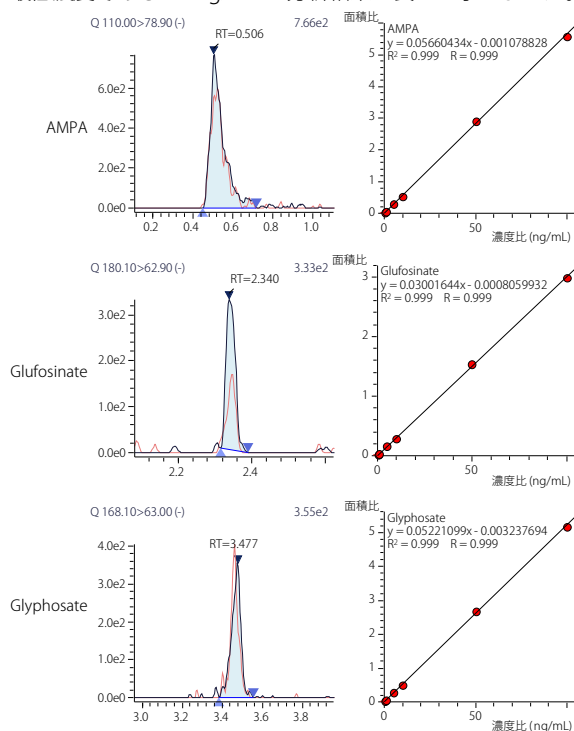 Q 110.00>78.90 (-) 7.66e2
RT=0.506
AMPA
6.0e2
4.0e2
2.0e2
0.0e0
0.2 0.4 0.6 0.8 1.0
面積比
AMPA
y = 0.05660434x - 0.001078828
R² = 0.999 R = 0.999
5
4
3
2
1
0
0 50
濃度比 (ng/mL)
Q 180.10>62.90 (-) 3.33e2
RT=2.340
Glufosinate
3.0e2
2.0e2
1.0e2
0.0e0
2.2 2.4
面積比
Glufosinate
y = 0.03001644x - 0.0008059932
R² = 0.999 R = 0.999
3
2
1
0
0 50
濃度比 (ng/mL)
Q 168.10>63.00 (-) 3.55e2
RT=3.477
Glyphosate
4.0e2
3.0e2
2.0e2
1.0e2
0.0e0
3.0 3.2 3.4 3.6 3.8
面積比
Glyphosate
y = 0.05221099x - 0.003237694
R² = 0.999 R = 0.999
5
4
3
2
1
0
0 50
濃度比 (ng/mL)